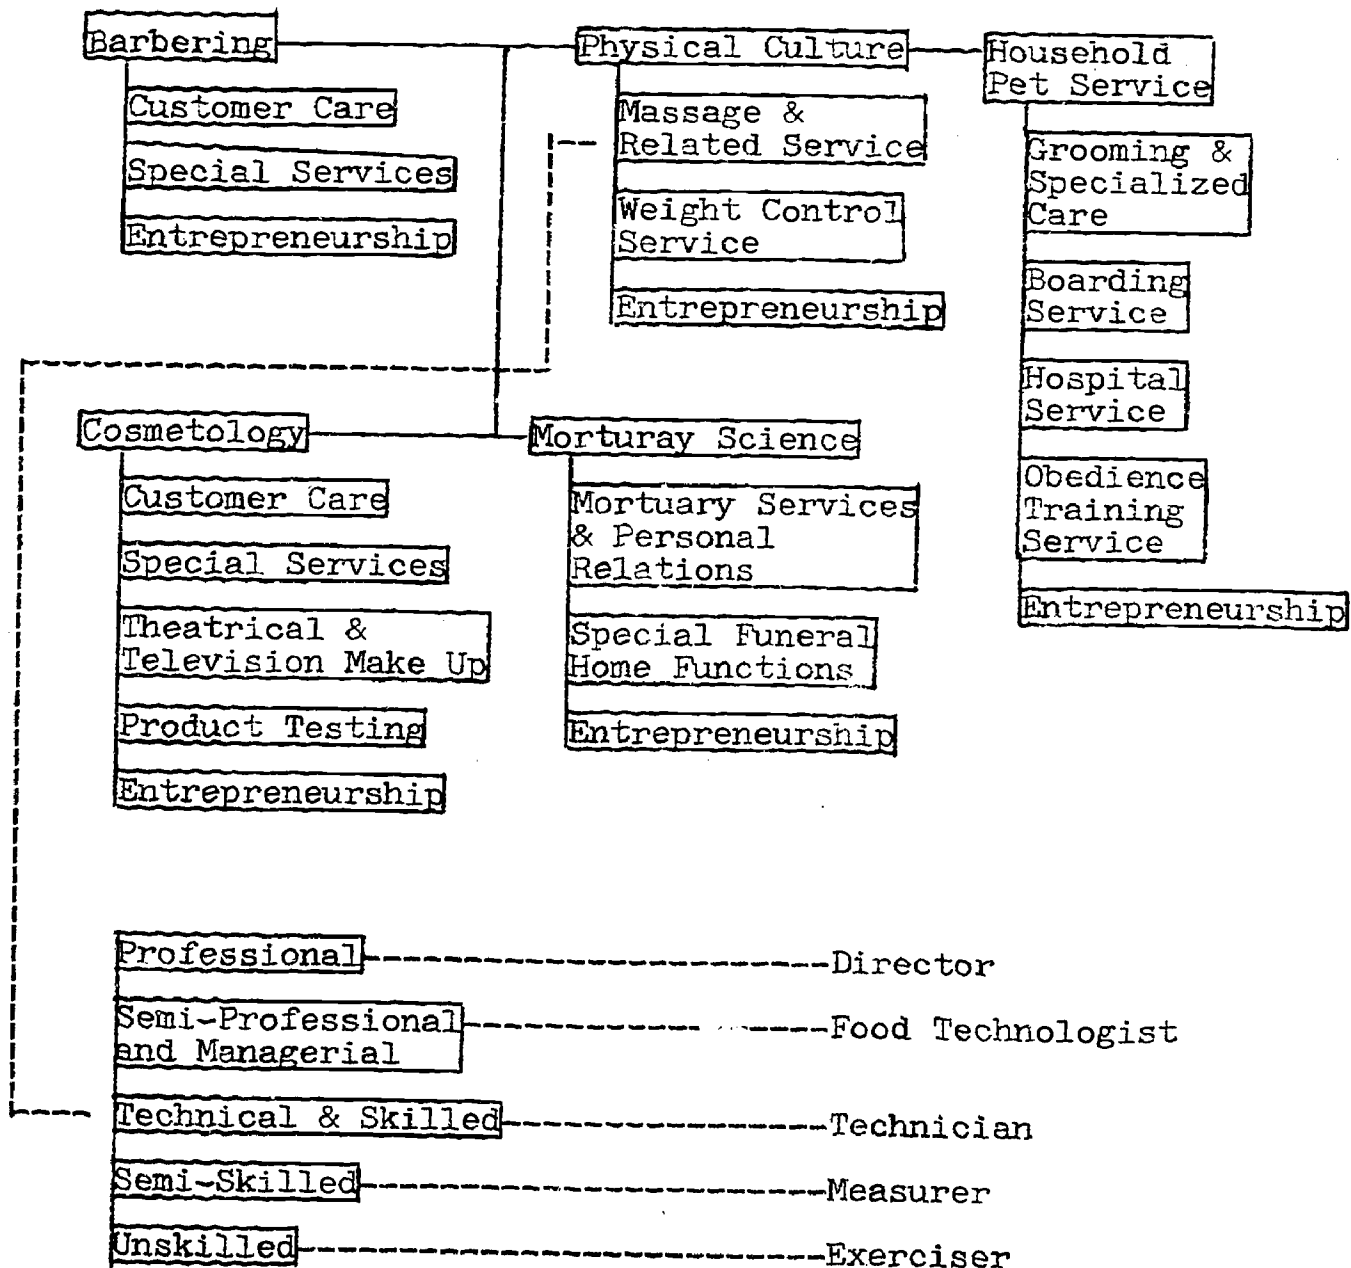 Barbering
Customer Care
Special Services
Entrepreneurship
Physical Culture
Massage &
Related Service
Weight Control
Service
Entrepreneurship
Household
Pet Service
Grooming &
Specialized
Care
Boarding
Service
Hospital
Service
Obedience
Training
Service
Entrepreneurship
Cosmetology
Customer Care
Special Services
Theatrical &
Television Make Up
Product Testing
Entrepreneurship
Morturay Science
Mortuary Services
& Personal
Relations
Special Funeral
Home Functions
Entrepreneurship
Professional Director
Semi-Professional
and Managerial Food Technologist
Technical & Skilled Technician
Semi-Skilled Measurer
Unskilled Exerciser